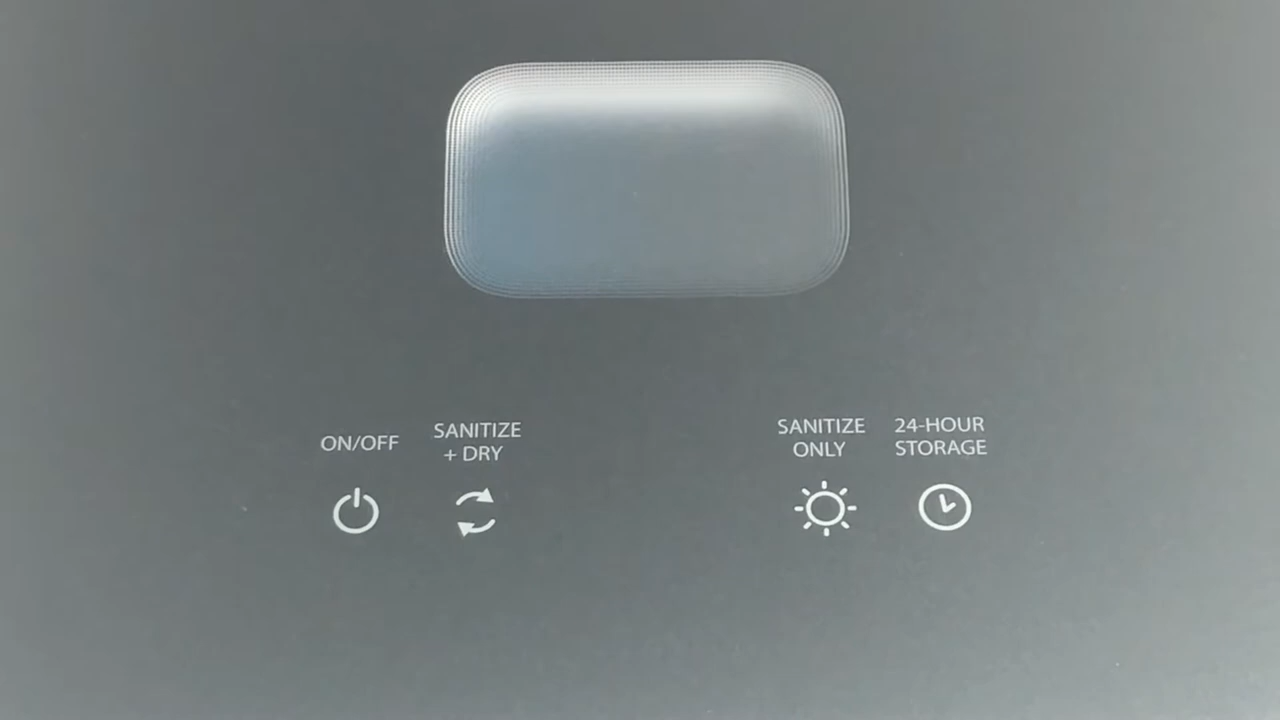 ON/OFF
SANITIZE
+ DRY
SANITIZE
ONLY
24-HOUR
STORAGE